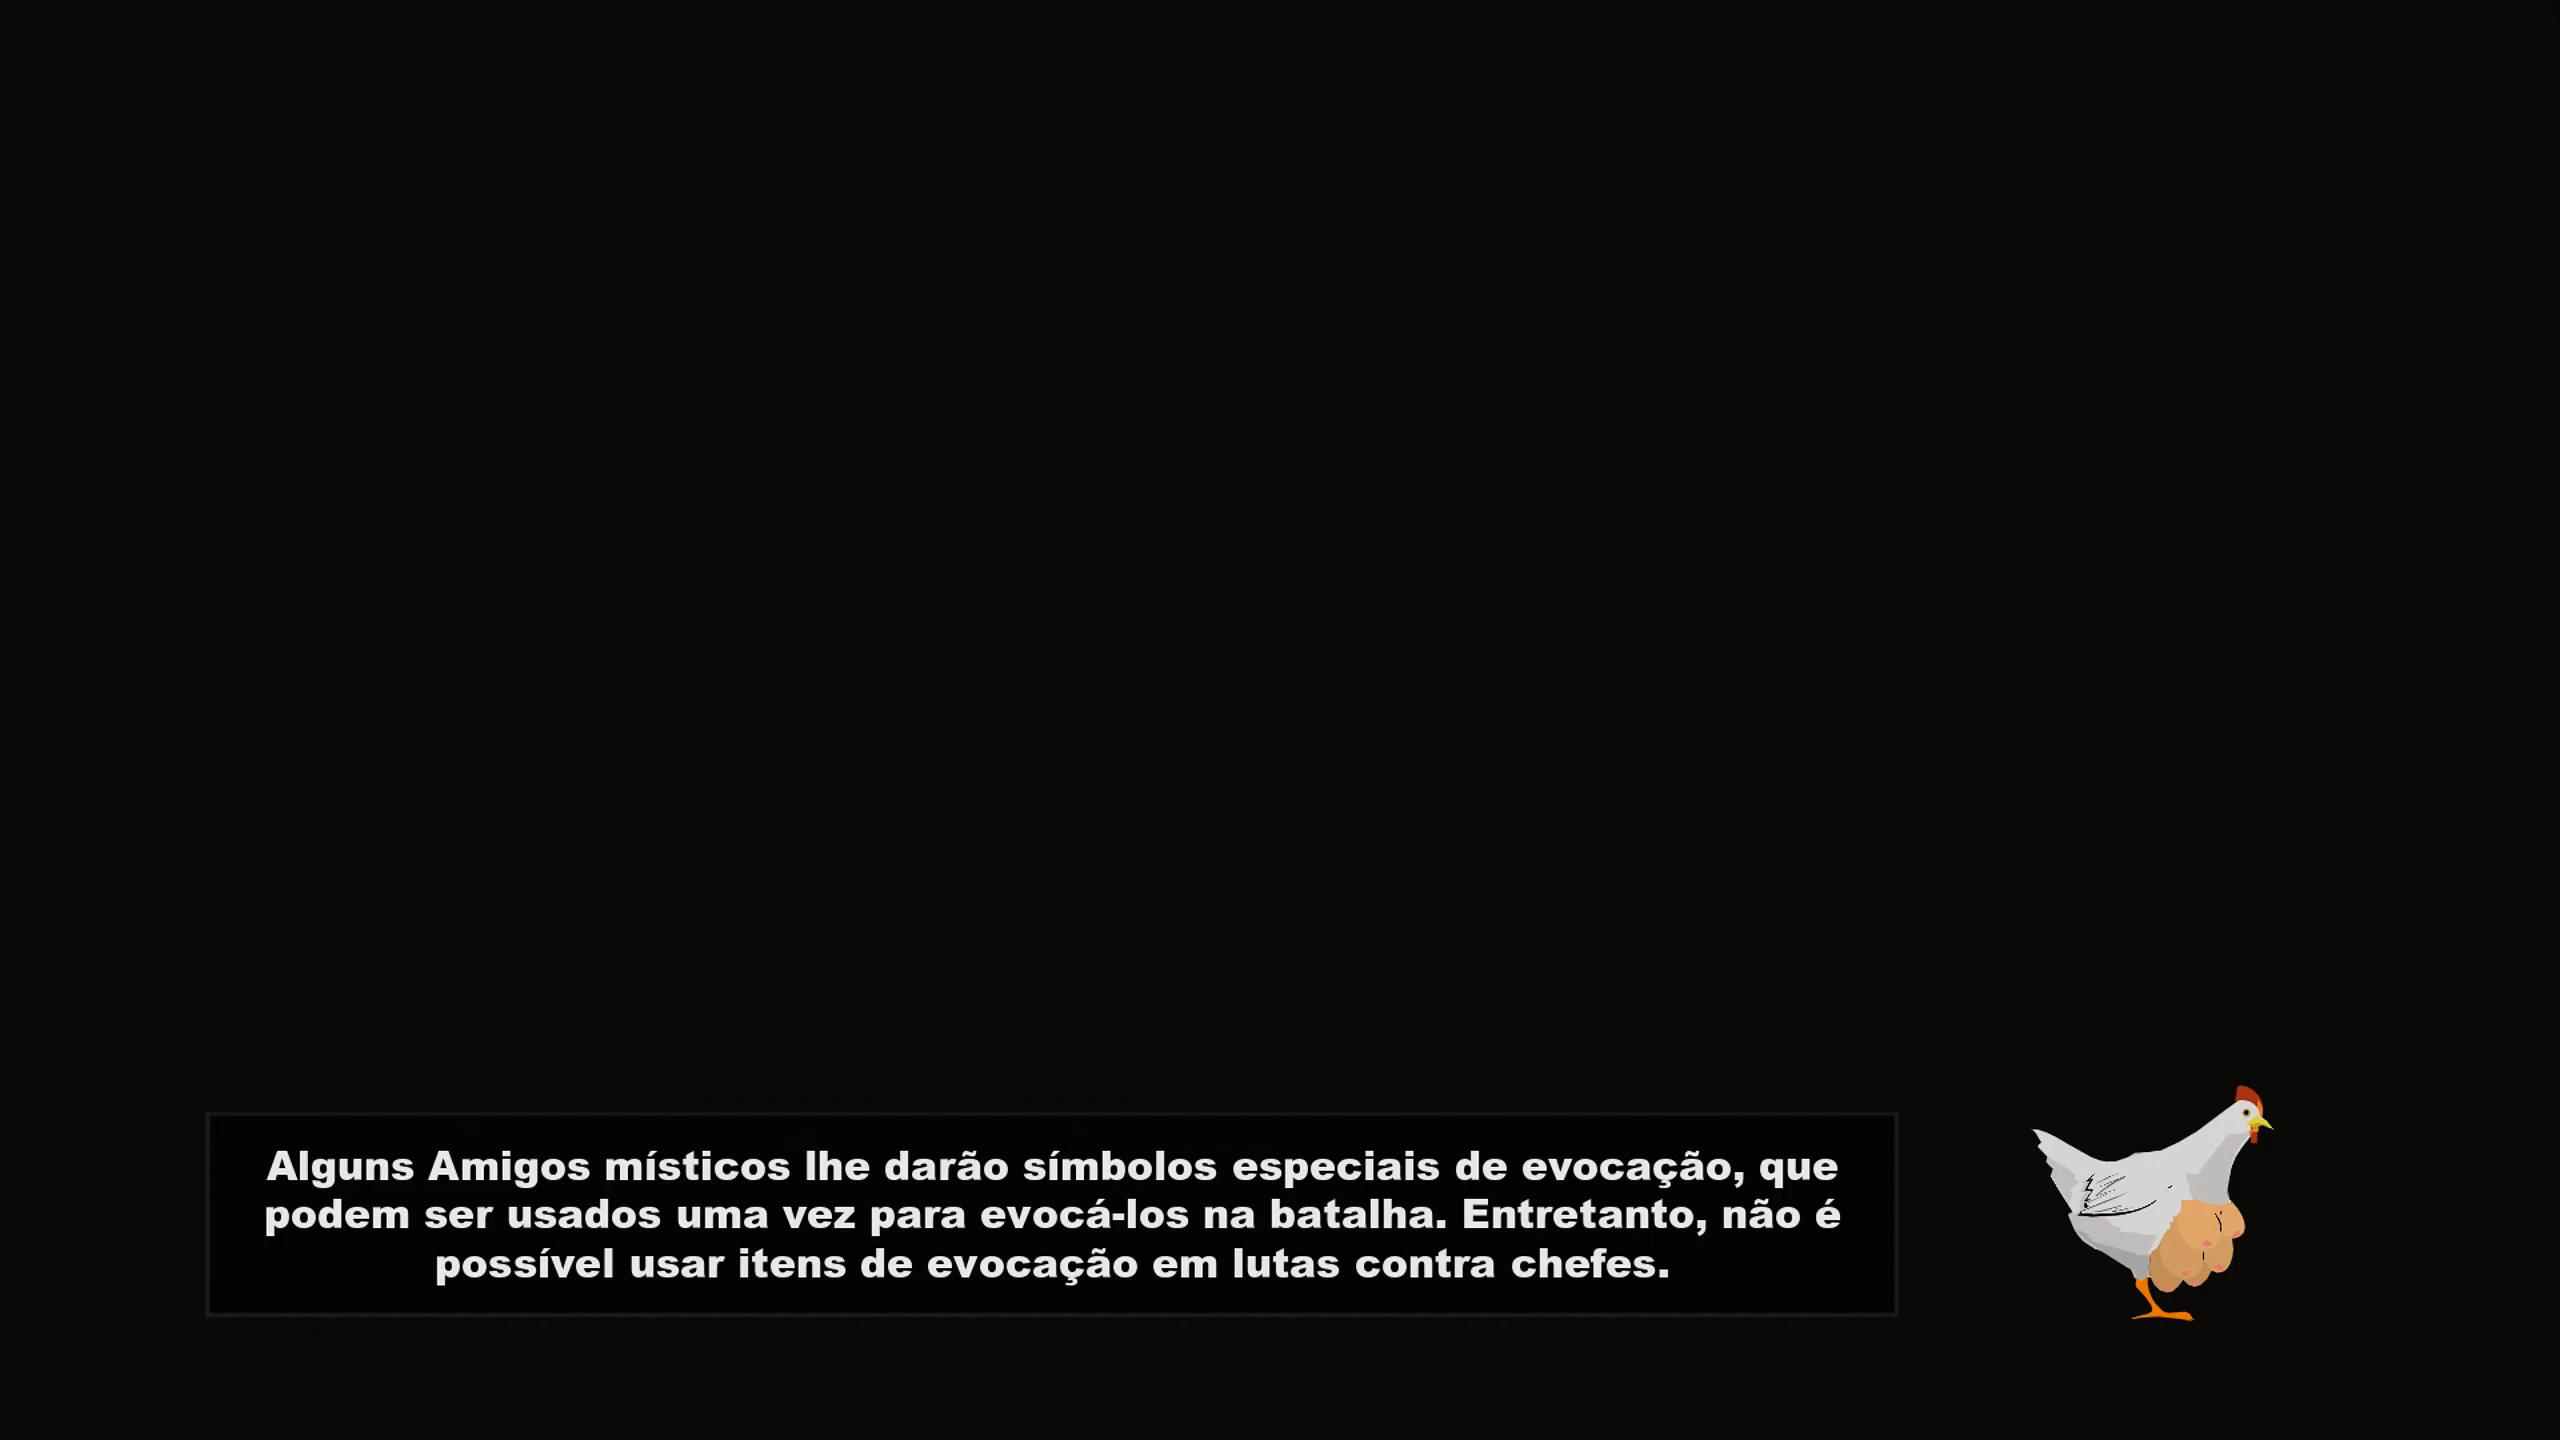 Alguns Amigos místicos lhe darão símbolos especiais de evocação, que
podem ser usados uma vez para evocá-los na batalha. Entretanto, não é
possível usar itens de evocação em lutas contra chefes.